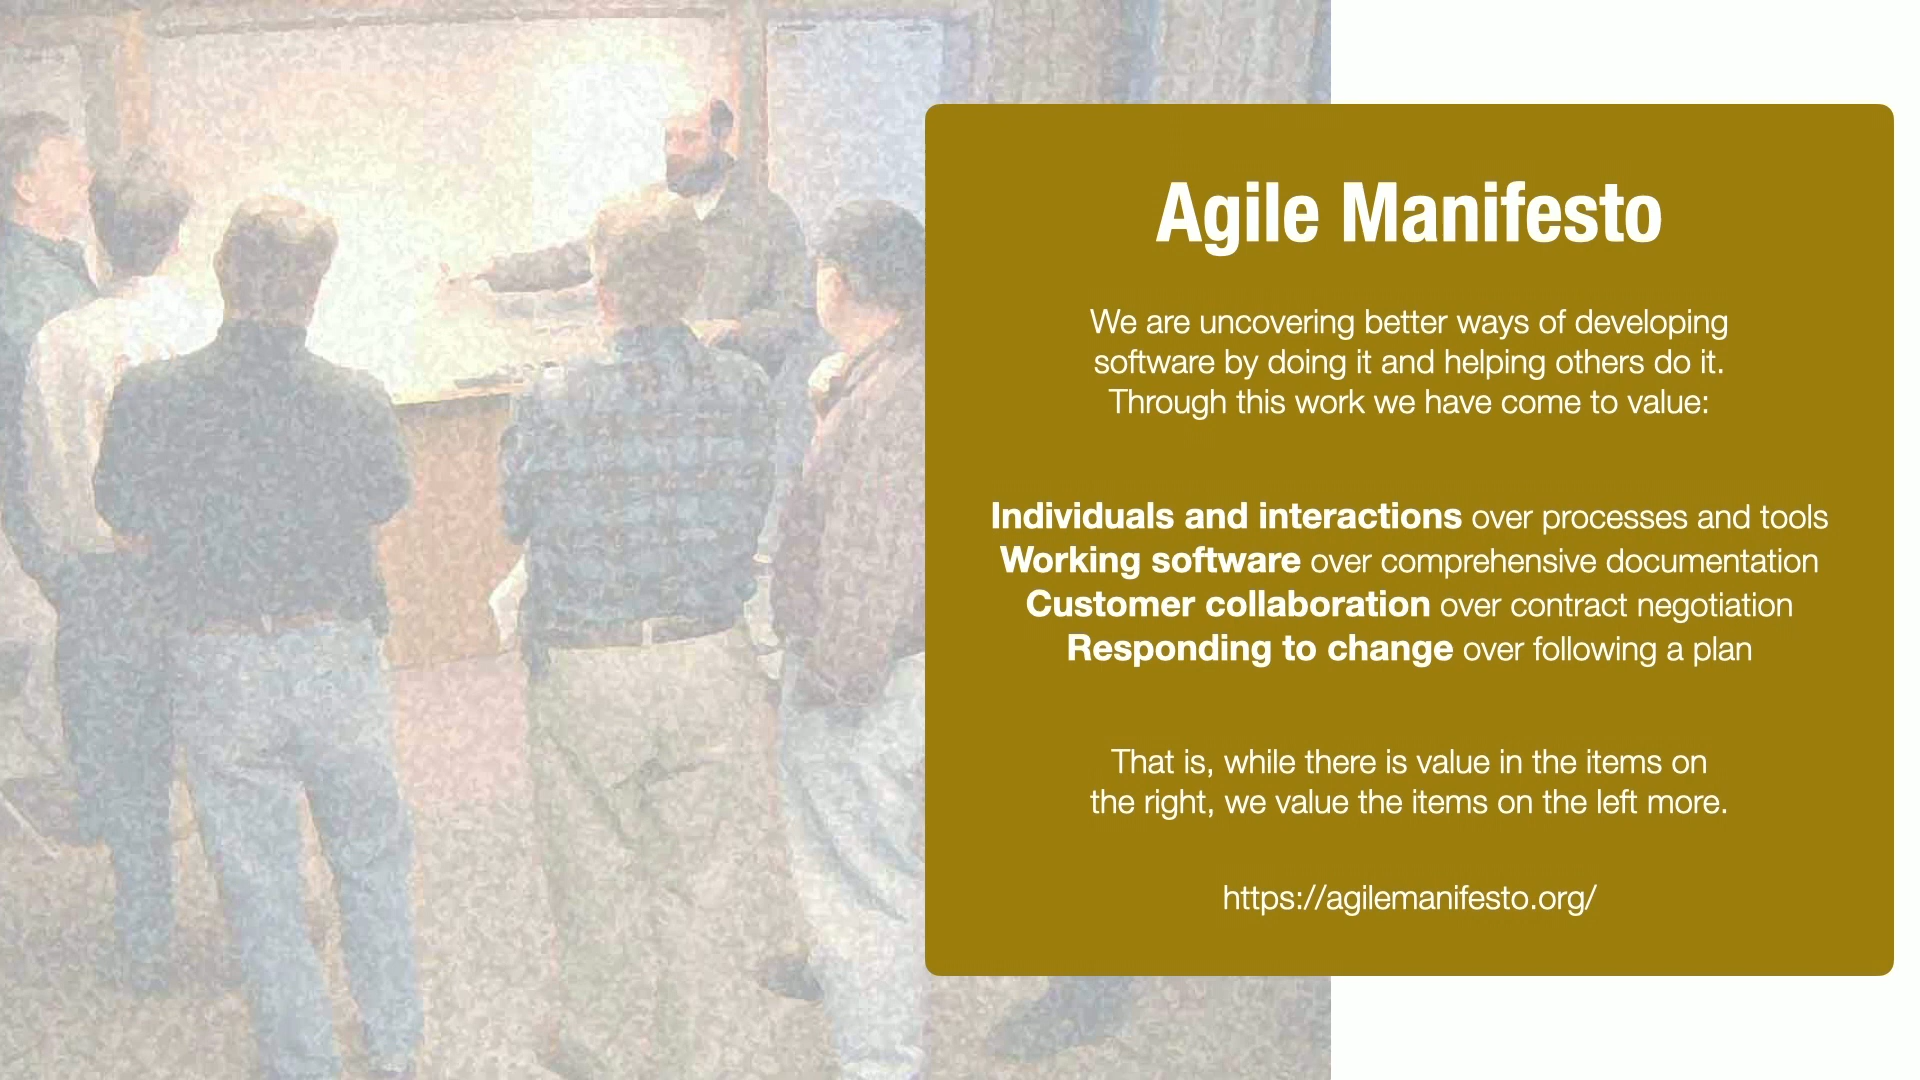 Agile Manifesto
We are uncovering better ways of developing
software by doing it and helping others do it.
Through this work we have come to value:
Individuals and interactions over processes and tools
Working software over comprehensive documentation
Customer collaboration over contract negotiation
Responding to change over following a plan
That is, while there is value in the items on
the right, we value the items on the left more.
https://agilemanifesto.org/